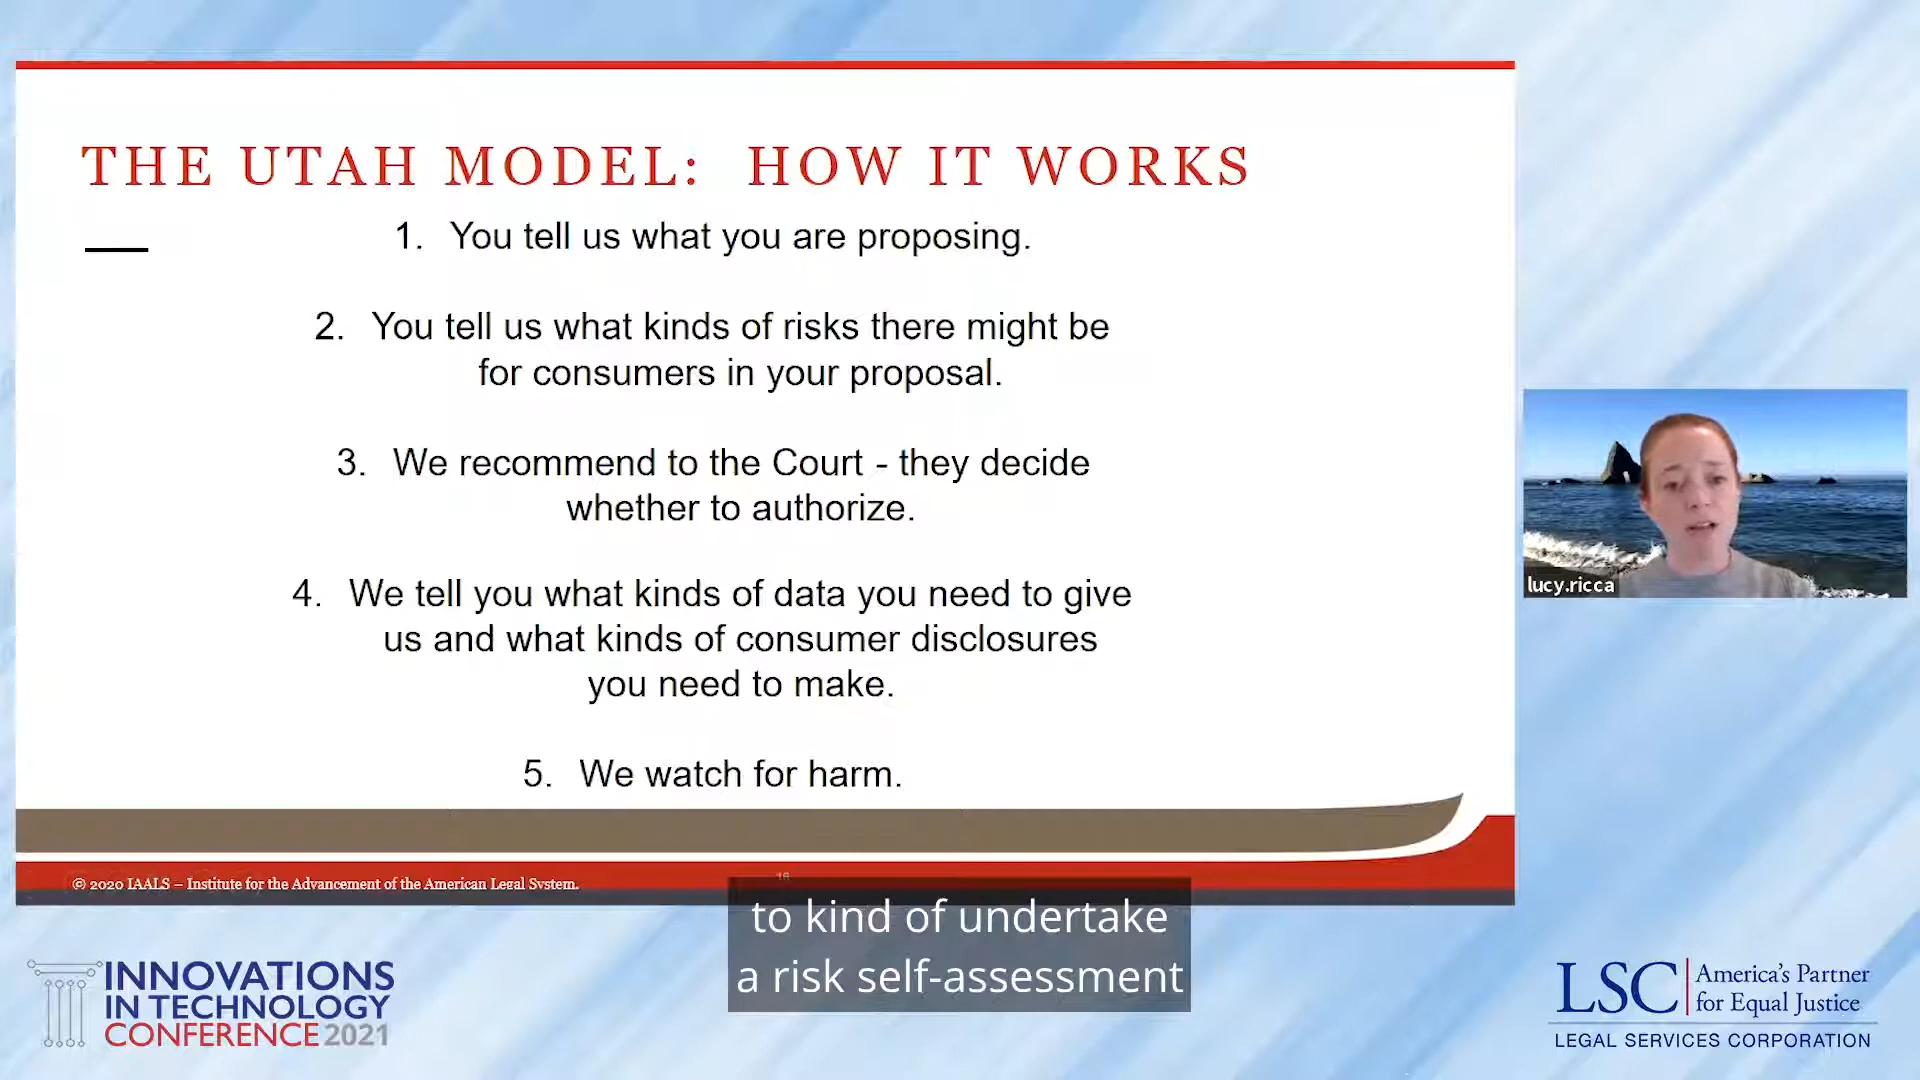 THE UTAH MODEL: HOW IT WORKS
1. You tell us what you are proposing.
2. You tell us what kinds of risks there might be
for consumers in your proposal.
3. We recommend to the Court - they decide
whether to authorize.
4. We tell you what kinds of data you need to give
us and what kinds of consumer disclosures
you need to make.
5. We watch for harm.
lucy.ricca
© 2020 IAALS – Institute for the Advancement of the American Legal System.
to kind of undertake
a risk self-assessment
INNOVATIONS
IN TECHNOLOGY
CONFERENCE 2021
LSC
America's Partner
for Equal Justice
LEGAL SERVICES CORPORATION